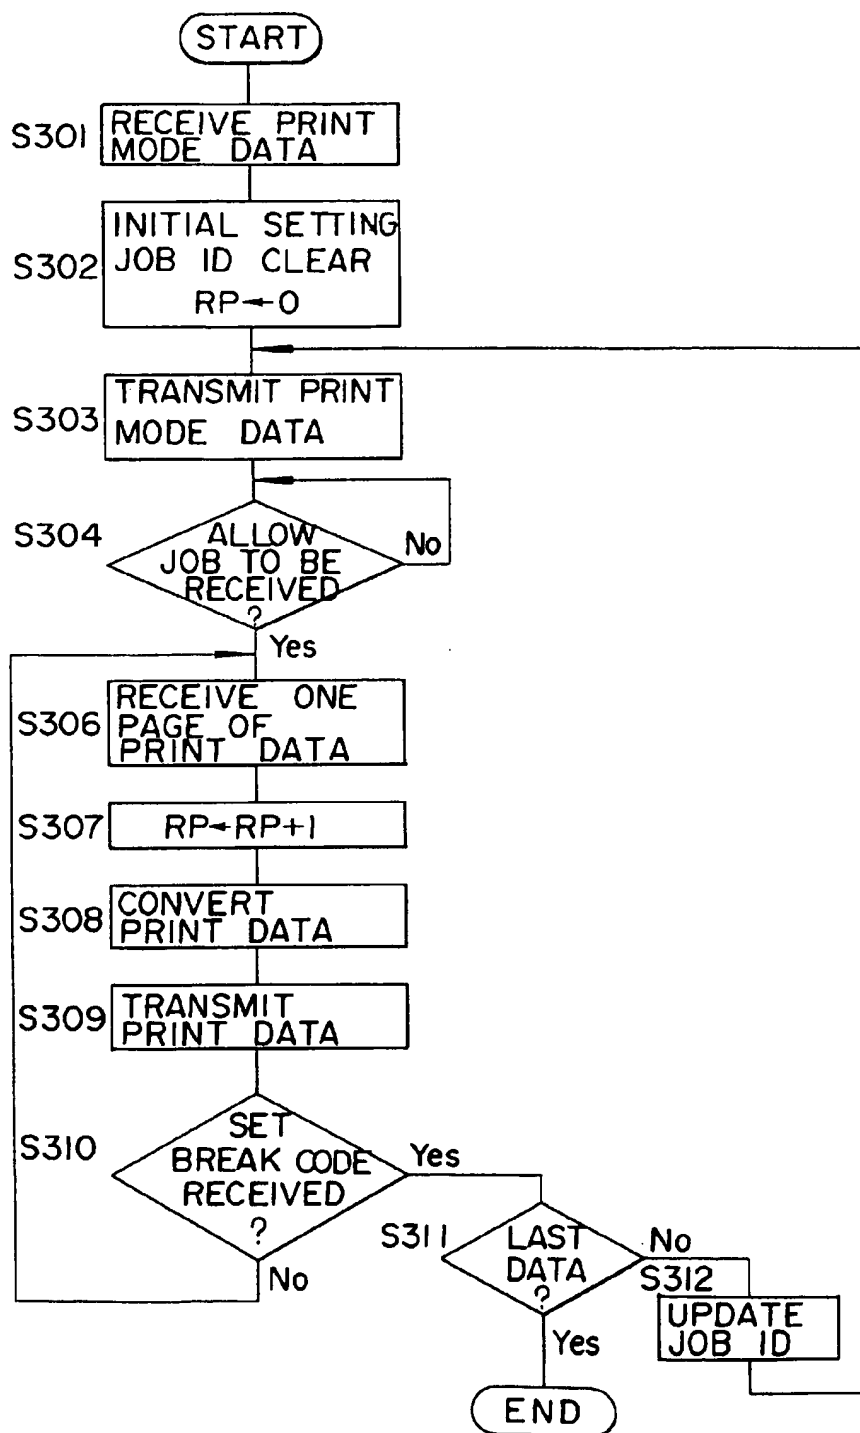 START
S301
RECEIVE PRINT
MODE DATA
S302
INITIAL SETTING
JOB ID CLEAR
RP←0
S303
TRANSMIT PRINT
MODE DATA
S304
ALLOW
JOB TO BE
RECEIVED
?
No
Yes
S306
RECEIVE ONE
PAGE OF
PRINT DATA
S307
RP←RP+1
S308
CONVERT
PRINT DATA
S309
TRANSMIT
PRINT DATA
S310
SET
BREAK CODE
RECEIVED
?
Yes
No
S311
LAST
DATA
?
No
Yes
S312
UPDATE
JOB ID
END